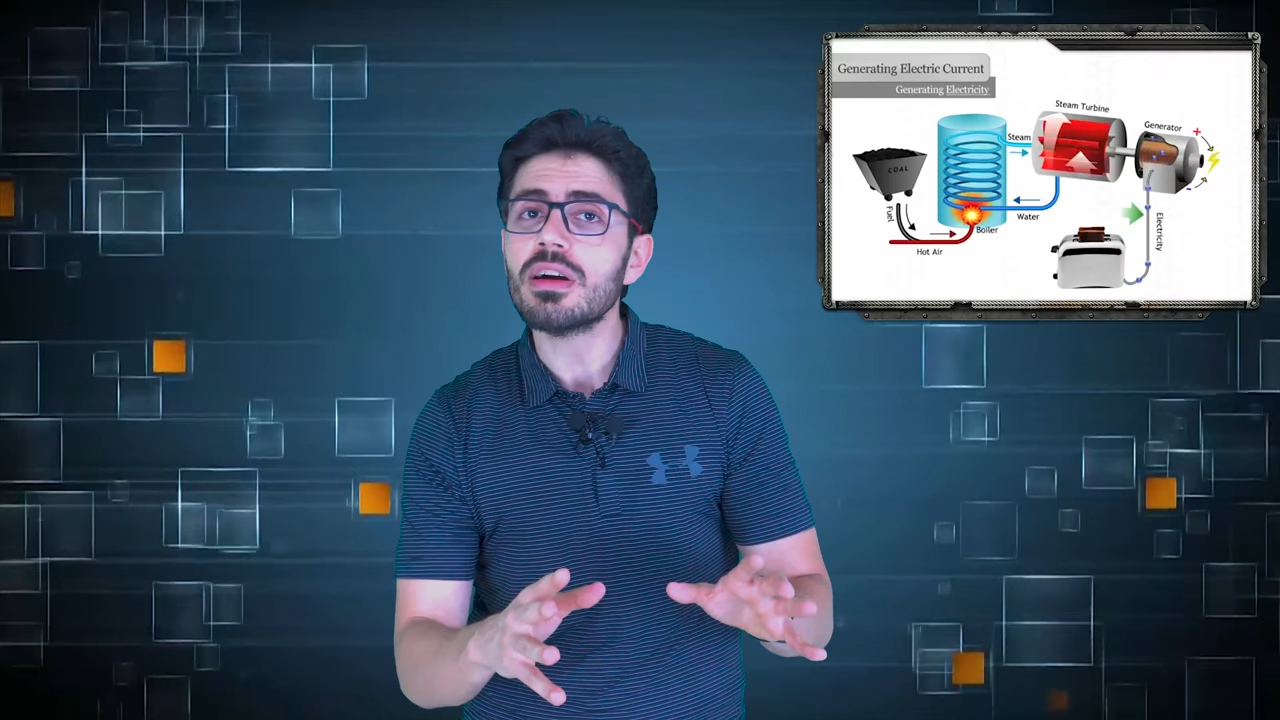 Generating Electric Current
Generating Electricity
Steam Turbine
Generator
Steam
COAL
Fuel
Water
Boiler
Hot Air
Electricity